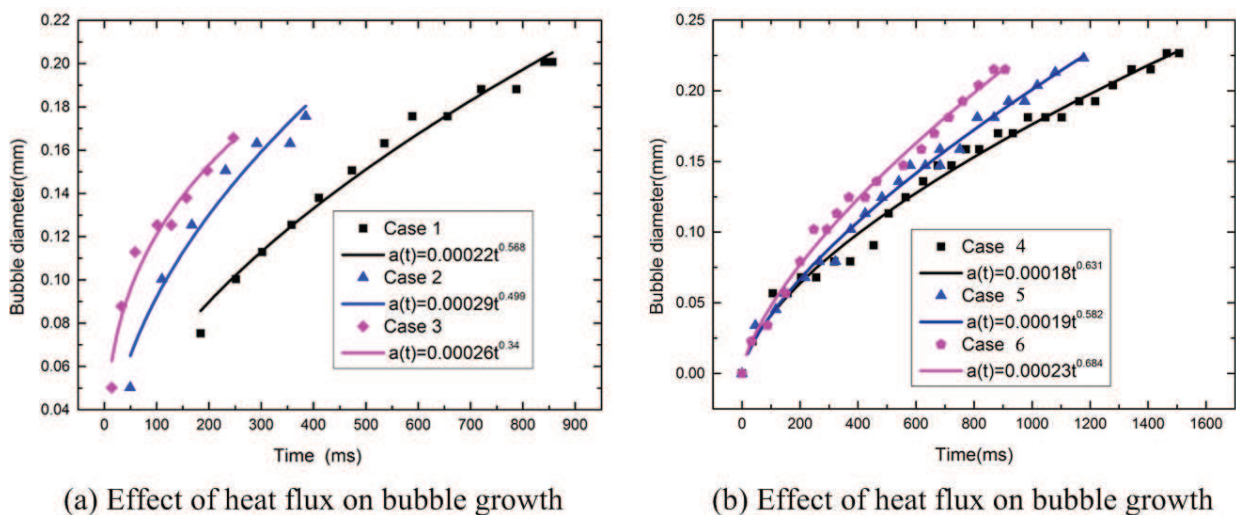 0.22
0.20
0.18
0.16
0.14
0.12
0.10
0.08
0.06
0.04
Bubble diameter(mm)
0 100 200 300 400 500 600 700 800 900
Time (ms)
Case 1
a(t)=0.00022t^0.568
Case 2
a(t)=0.00029t^0.499
Case 3
a(t)=0.00026t^0.34
(a) Effect of heat flux on bubble growth
0.25
0.20
0.15
0.10
0.05
0.00
Bubble diameter(mm)
0 200 400 600 800 1000 1200 1400 1600
Time(ms)
Case 4
a(t)=0.00018t^0.631
Case 5
a(t)=0.00019t^0.582
Case 6
a(t)=0.00023t^0.684
(b) Effect of heat flux on bubble growth